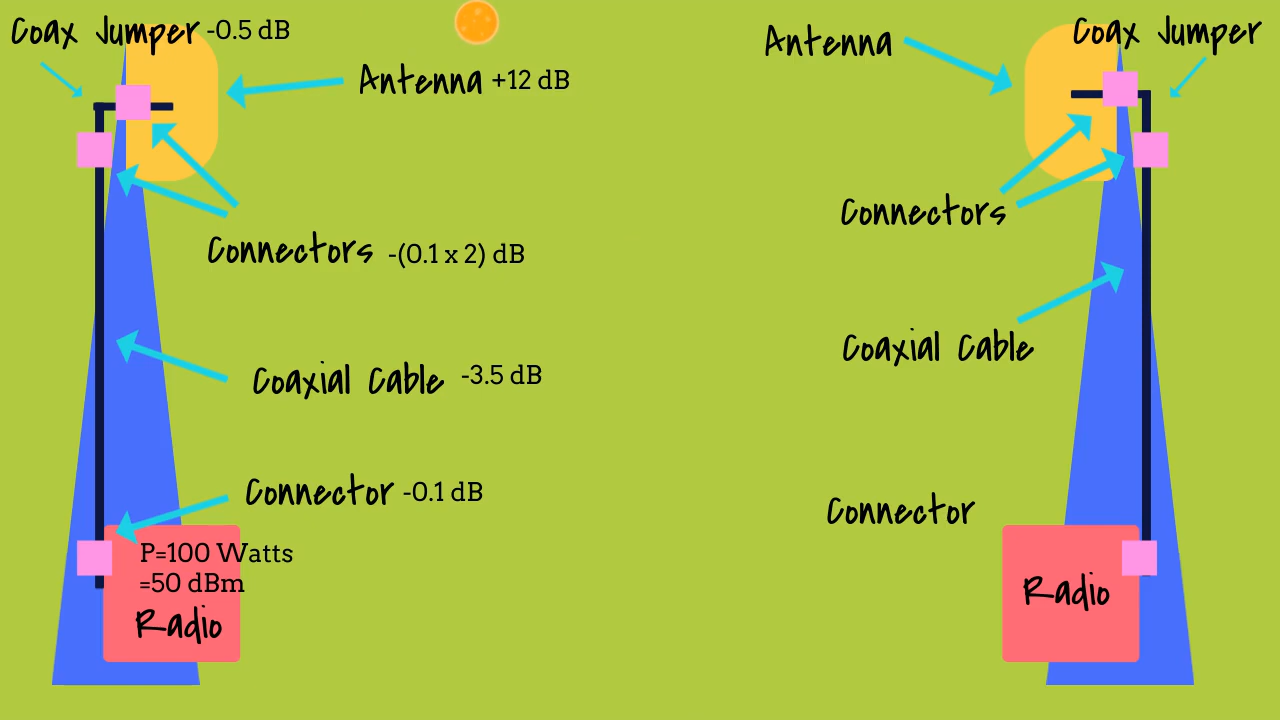 Coax Jumper -0.5 dB
Antenna +12 dB
Connectors -(0.1 x 2) dB
Coaxial Cable -3.5 dB
Connector -0.1 dB
P=100 Watts
=50 dBm
Radio
Coax Jumper
Antenna
Connectors
Coaxial Cable
Connector
Radio